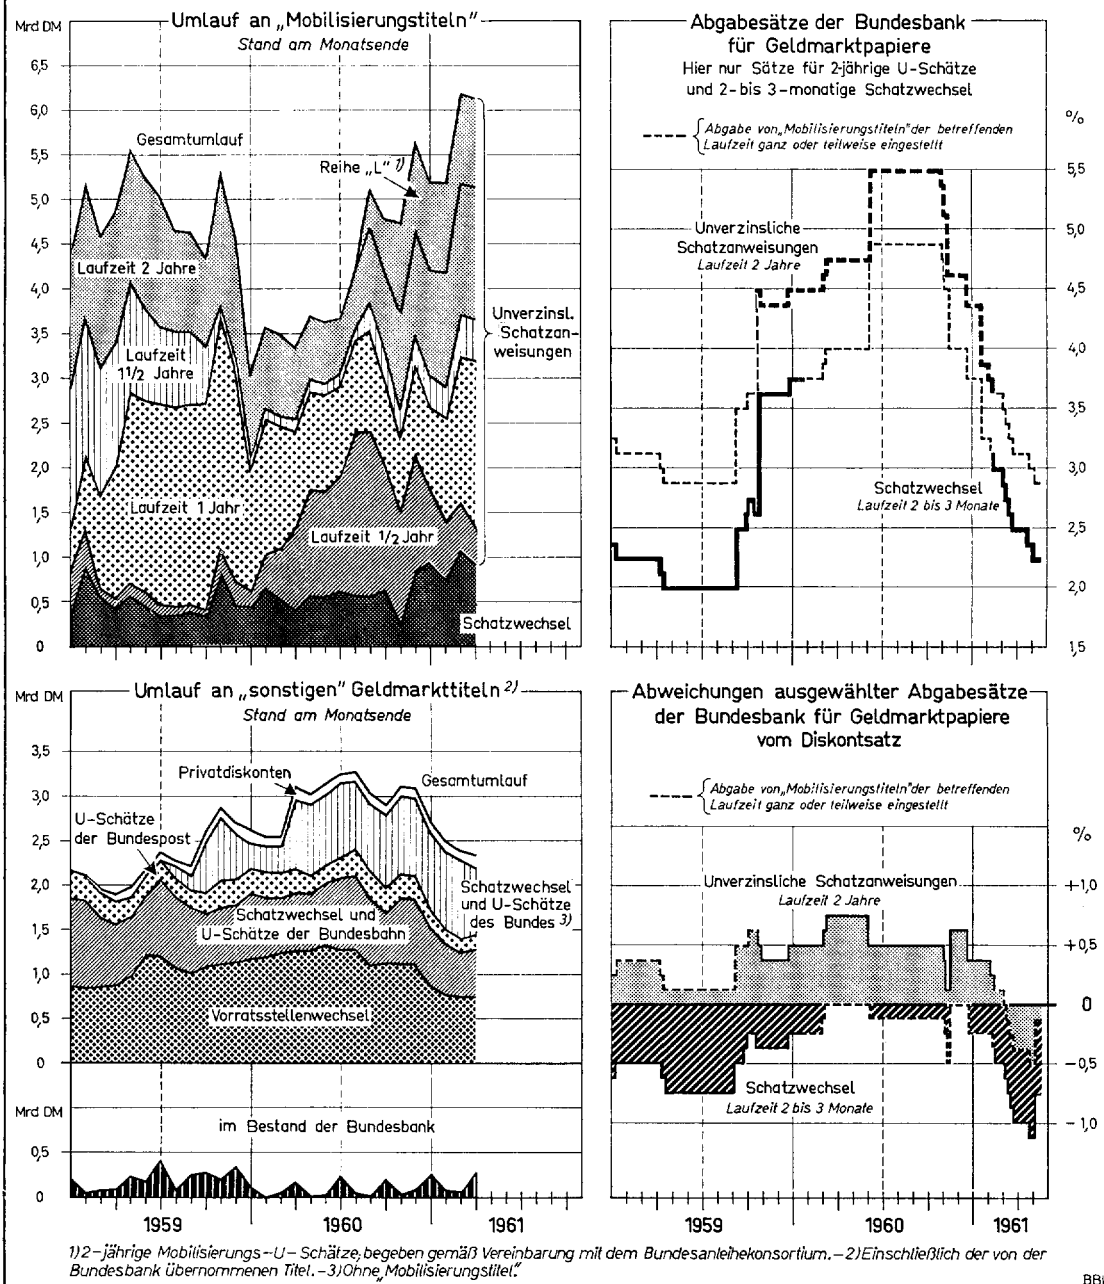 Umlauf an „Mobilisierungstiteln"
Mrd DM
Stand am Monatsende
6,5
6,0
5,5
5,0
4,5
4,0
3,5
3,0
2,5
2,0
1,5
1,0
0,5
0
Gesamtumlauf
Reihe „L" 1)
Laufzeit 2 Jahre
Laufzeit
1 1/2 Jahre
Unverzinsl.
Schatzan-
weisungen
Laufzeit 1 Jahr
Laufzeit 1/2 Jahr
Schatzwechsel
Abgabesätze der Bundesbank
für Geldmarktpapiere
Hier nur Sätze für 2-jährige U-Schätze
und 2- bis 3-monatige Schatzwechsel
%
Abgabe von „Mobilisierungstiteln" der betreffenden
Laufzeit ganz oder teilweise eingestellt
5,5
5,0
4,5
4,0
3,5
3,0
2,5
2,0
1,5
Unverzinsliche
Schatzanweisungen
Laufzeit 2 Jahre
Schatzwechsel
Laufzeit 2 bis 3 Monate
Umlauf an „sonstigen" Geldmarkttiteln 2)
Mrd DM
Stand am Monatsende
3,5
3,0
2,5
2,0
1,5
1,0
0,5
0
Privatdiskonten
Gesamtumlauf
U-Schätze
der Bundespost
Schatzwechsel
und U-Schätze
des Bundes 3)
Schatzwechsel und
U-Schätze der Bundesbahn
Vorratsstellenwechsel
Mrd DM
im Bestand der Bundesbank
0,5
0
1959
1960
1961
Abweichungen ausgewählter Abgabesätze
der Bundesbank für Geldmarktpapiere
vom Diskontsatz
Abgabe von „Mobilisierungstiteln" der betreffenden
Laufzeit ganz oder teilweise eingestellt
%
Unverzinsliche Schatzanweisungen
Laufzeit 2 Jahre
+1,0
+0,5
0
-0,5
-1,0
Schatzwechsel
Laufzeit 2 bis 3 Monate
1959
1960
1961
1) 2-jährige Mobilisierungs-U-Schätze, begeben gemäß Vereinbarung mit dem Bundesanleihekonsortium. - 2) Einschließlich der von der
Bundesbank übernommenen Titel. - 3) Ohne „Mobilisierungstitel".